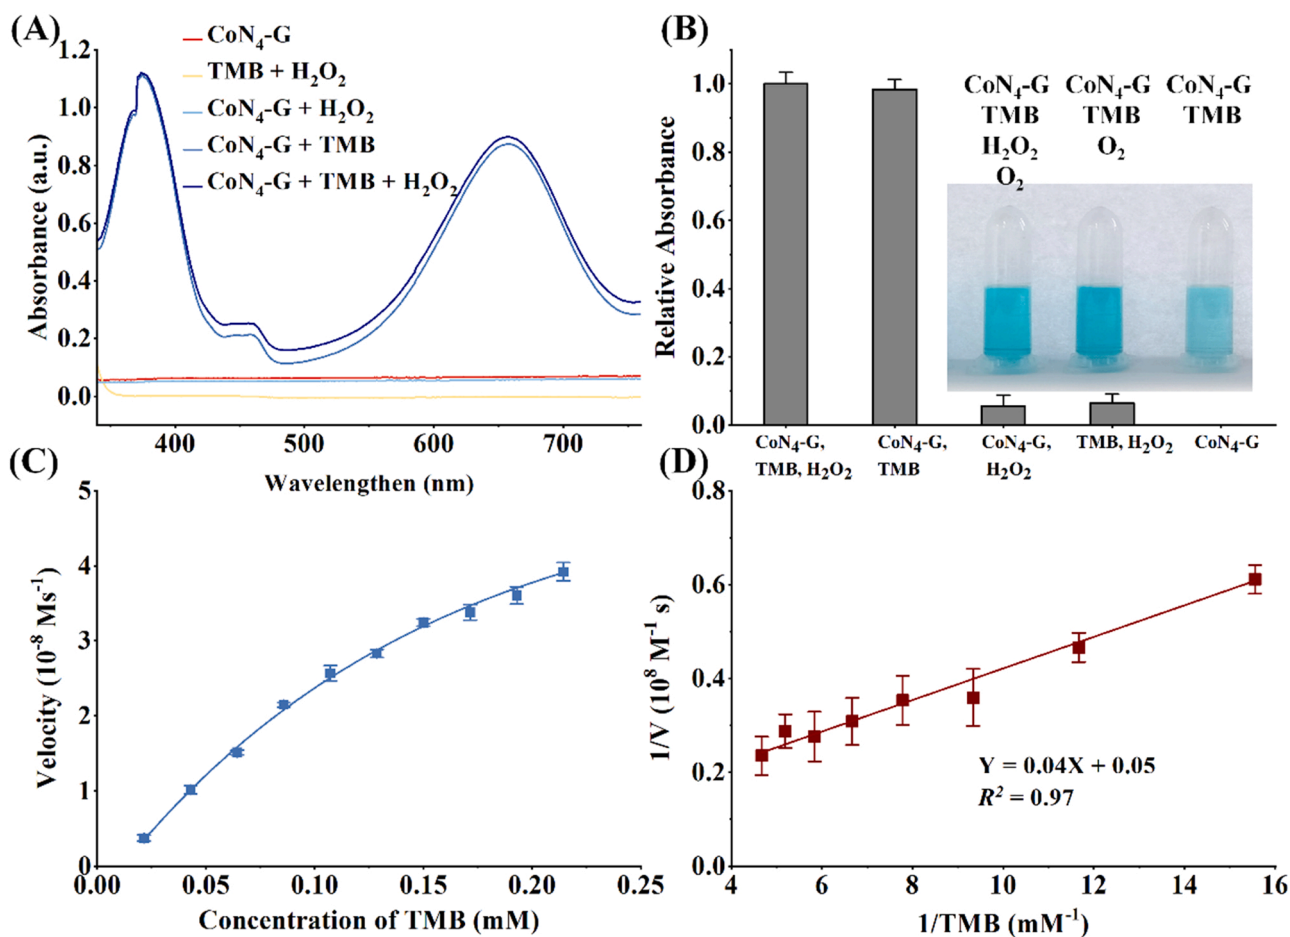 (A)
CoN₄-G
TMB + H₂O₂
CoN₄-G + H₂O₂
CoN₄-G + TMB
CoN₄-G + TMB + H₂O₂
Absorbance (a.u.)
1.2
1.0
0.8
0.6
0.4
0.2
0.0
400
500
600
700
Wavelengthen (nm)
(B)
Relative Absorbance
1.0
0.8
0.6
0.4
0.2
0.0
CoN₄-G CoN₄-G CoN₄-G
TMB TMB TMB
H₂O₂ O₂
O₂
CoN₄-G,
TMB, H₂O₂
CoN₄-G,
TMB
CoN₄-G,
H₂O₂
TMB, H₂O₂
CoN₄-G
(C)
Velocity (10⁻⁸ Ms⁻¹)
5
4
3
2
1
0
0.00
0.05
0.10
0.15
0.20
0.25
Concentration of TMB (mM)
(D)
1/V (10⁸ M⁻¹ s)
0.8
0.6
0.4
0.2
0.0
Y = 0.04X + 0.05
R² = 0.97
4
6
8
10
12
14
16
1/TMB (mM⁻¹)